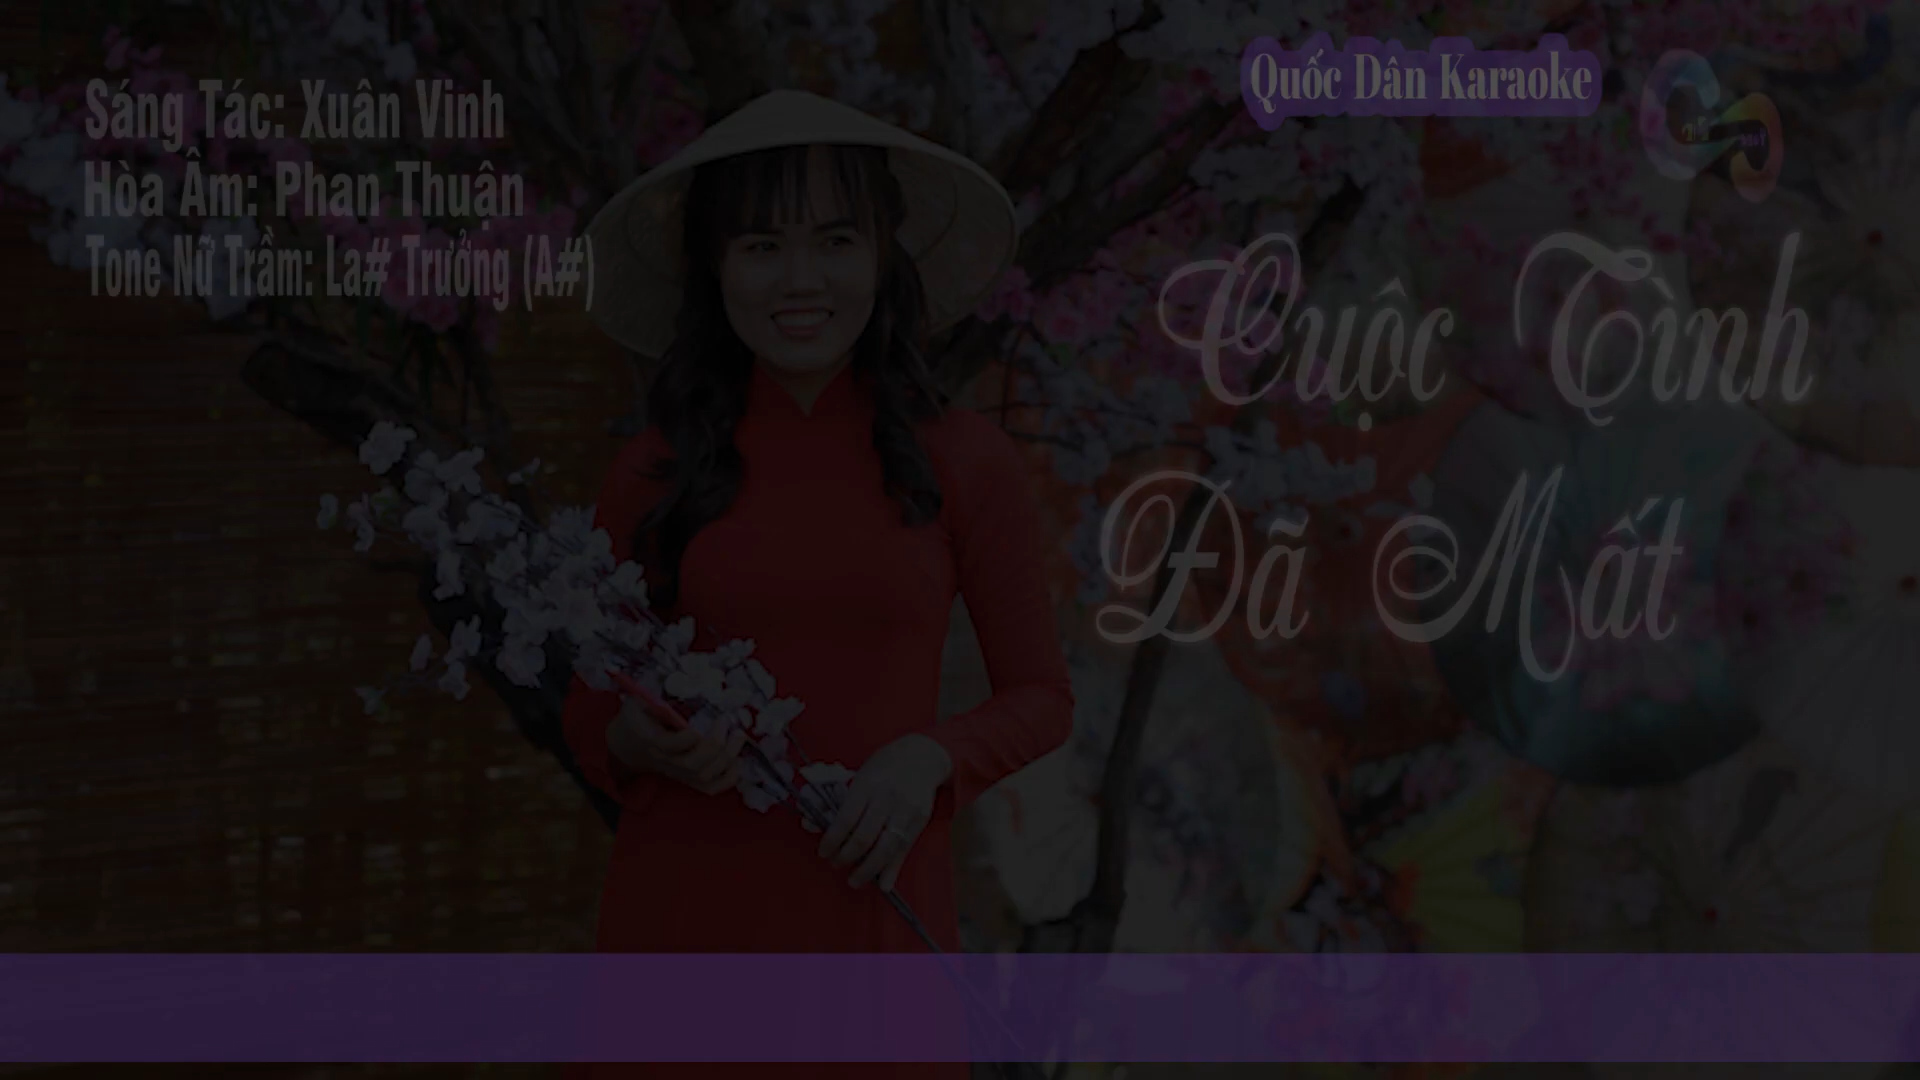 Quốc Dân Karaoke
Sáng Tác: Xuân Vinh
Hòa Âm: Phan Thuận
Tone Nữ Trầm: La# Trưởng (A#)
Cuộc Tình
Đã Mất